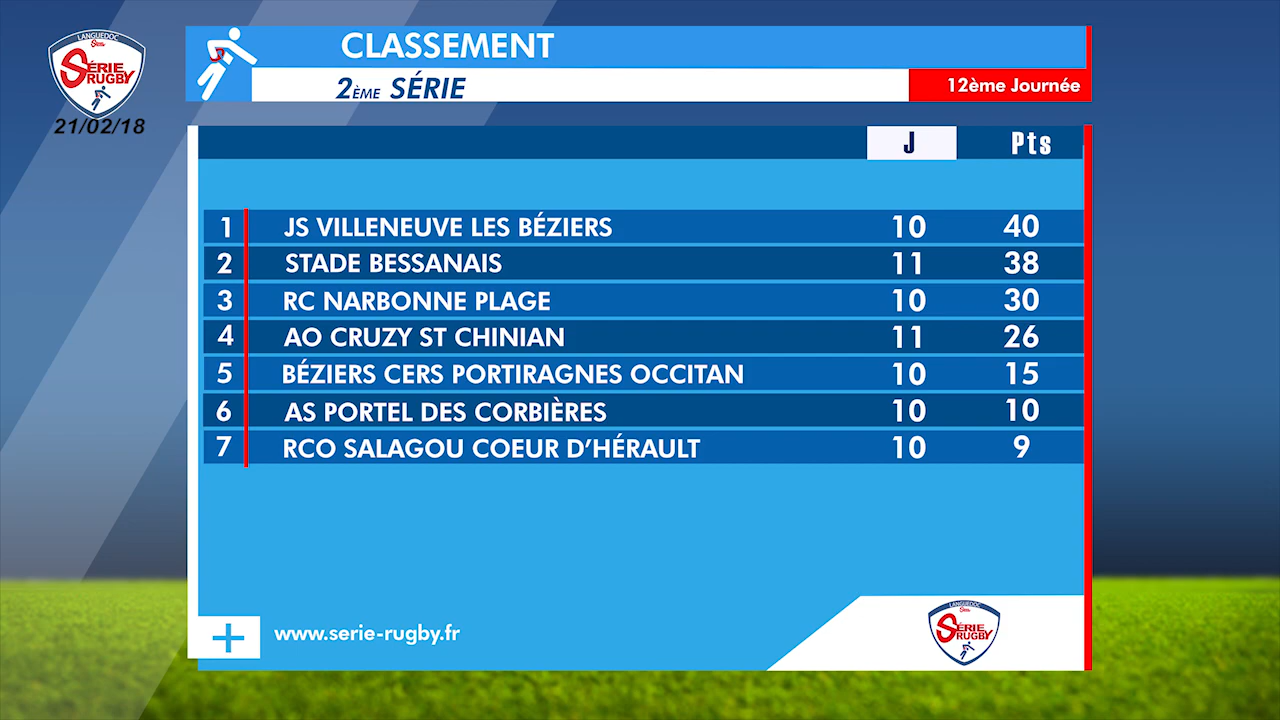 LANGUEDOC
SÉRIE
RUGBY
21/02/18
CLASSEMENT
2ÈME SÉRIE
12ème Journée
J Pts
1 JS VILLENEUVE LES BÉZIERS 10 40
2 STADE BESSANAIS 11 38
3 RC NARBONNE PLAGE 10 30
4 AO CRUZY ST CHINIAN 11 26
5 BÉZIERS CERS PORTIRAGNES OCCITAN 10 15
6 AS PORTEL DES CORBIÈRES 10 10
7 RCO SALAGOU COEUR D'HÉRAULT 10 9
+ www.serie-rugby.fr
LANGUEDOC
SÉRIE
RUGBY